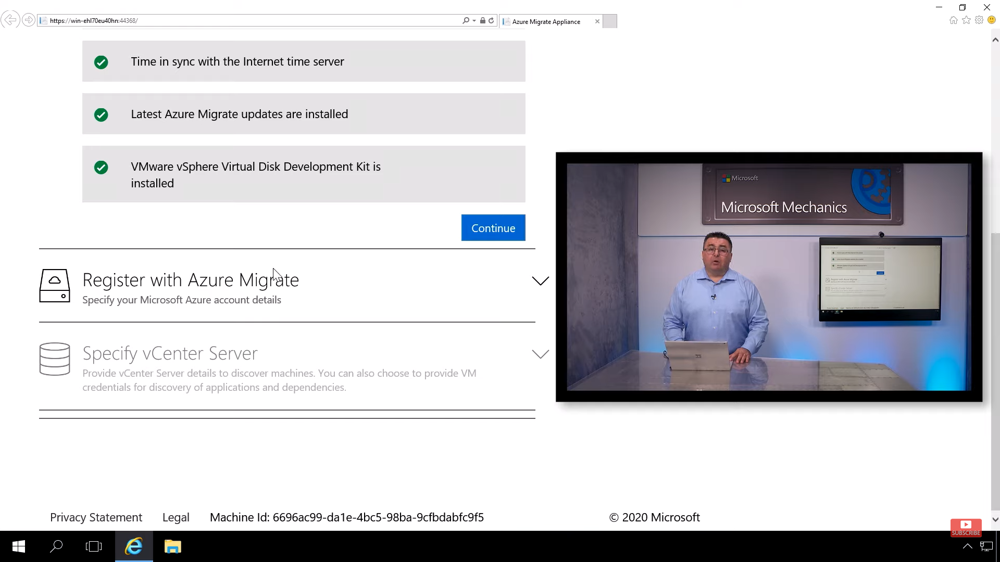 https://win-ehl70eu40hn:44368/
Azure Migrate Appliance
Time in sync with the Internet time server
Latest Azure Migrate updates are installed
VMware vSphere Virtual Disk Development Kit is
installed
Continue
Register with Azure Migrate
Specify your Microsoft Azure account details
Specify vCenter Server
Provide vCenter Server details to discover machines. You can also choose to provide VM
credentials for discovery of applications and dependencies.
Microsoft
Microsoft Mechanics
Privacy Statement
Legal
Machine Id: 6696ac99-da1e-4bc5-98ba-9cfbdabfc9f5
© 2020 Microsoft
SUBSCRIBE